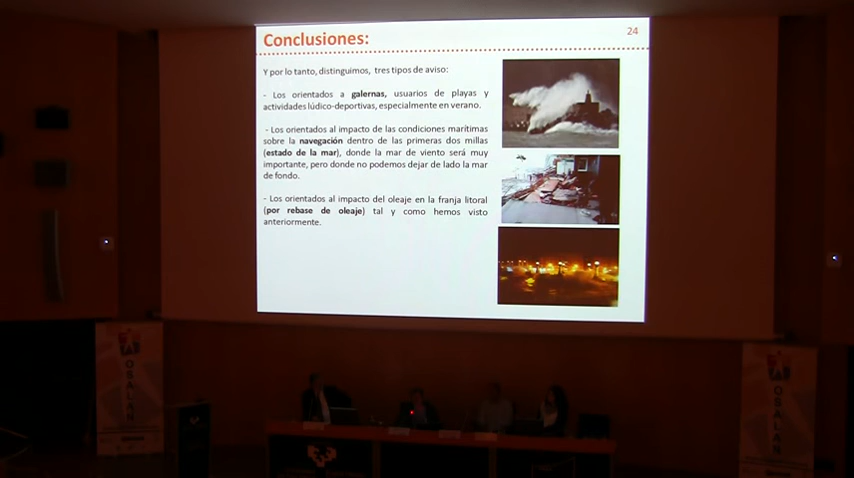 Conclusiones:
24
Y por lo tanto, distinguimos, tres tipos de aviso:
- Los orientados a galernas, usuarios de playas y
actividades lúdico-deportivas, especialmente en verano.
- Los orientados al impacto de las condiciones marítimas
sobre la navegación dentro de las primeras dos millas
(estado de la mar), donde la mar de viento será muy
importante, pero donde no podemos dejar de lado la mar
de fondo.
- Los orientados al impacto del oleaje en la franja litoral
(por rebase de oleaje) tal y como hemos visto
anteriormente.
OSALAN
OSALAN